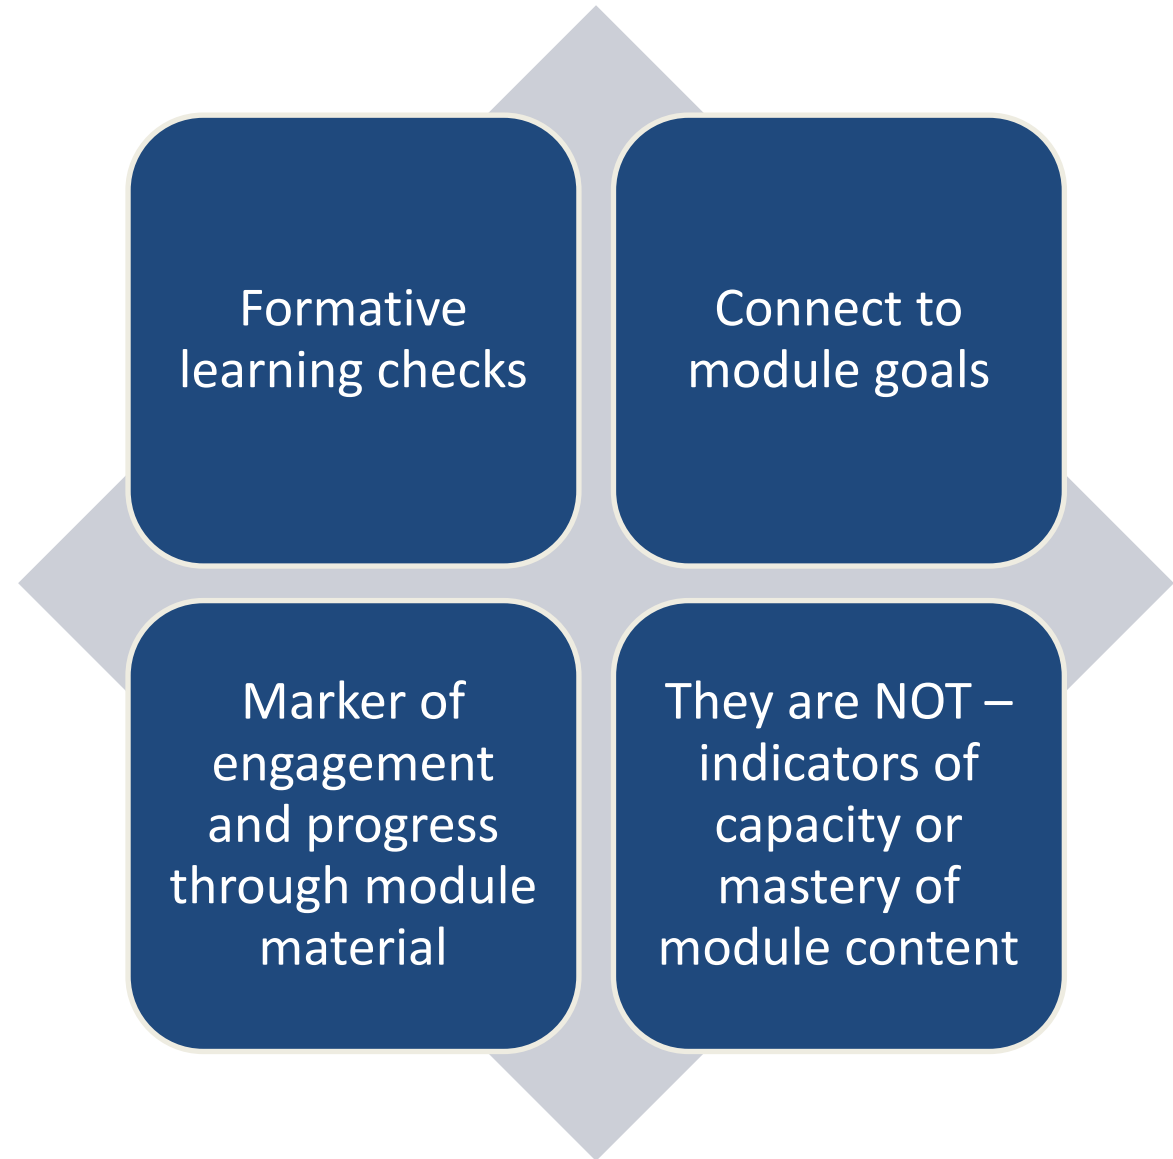 Formative
learning checks
Connect to
module goals
Marker of
engagement
and progress
through module
material
They are NOT –
indicators of
capacity or
mastery of
module content